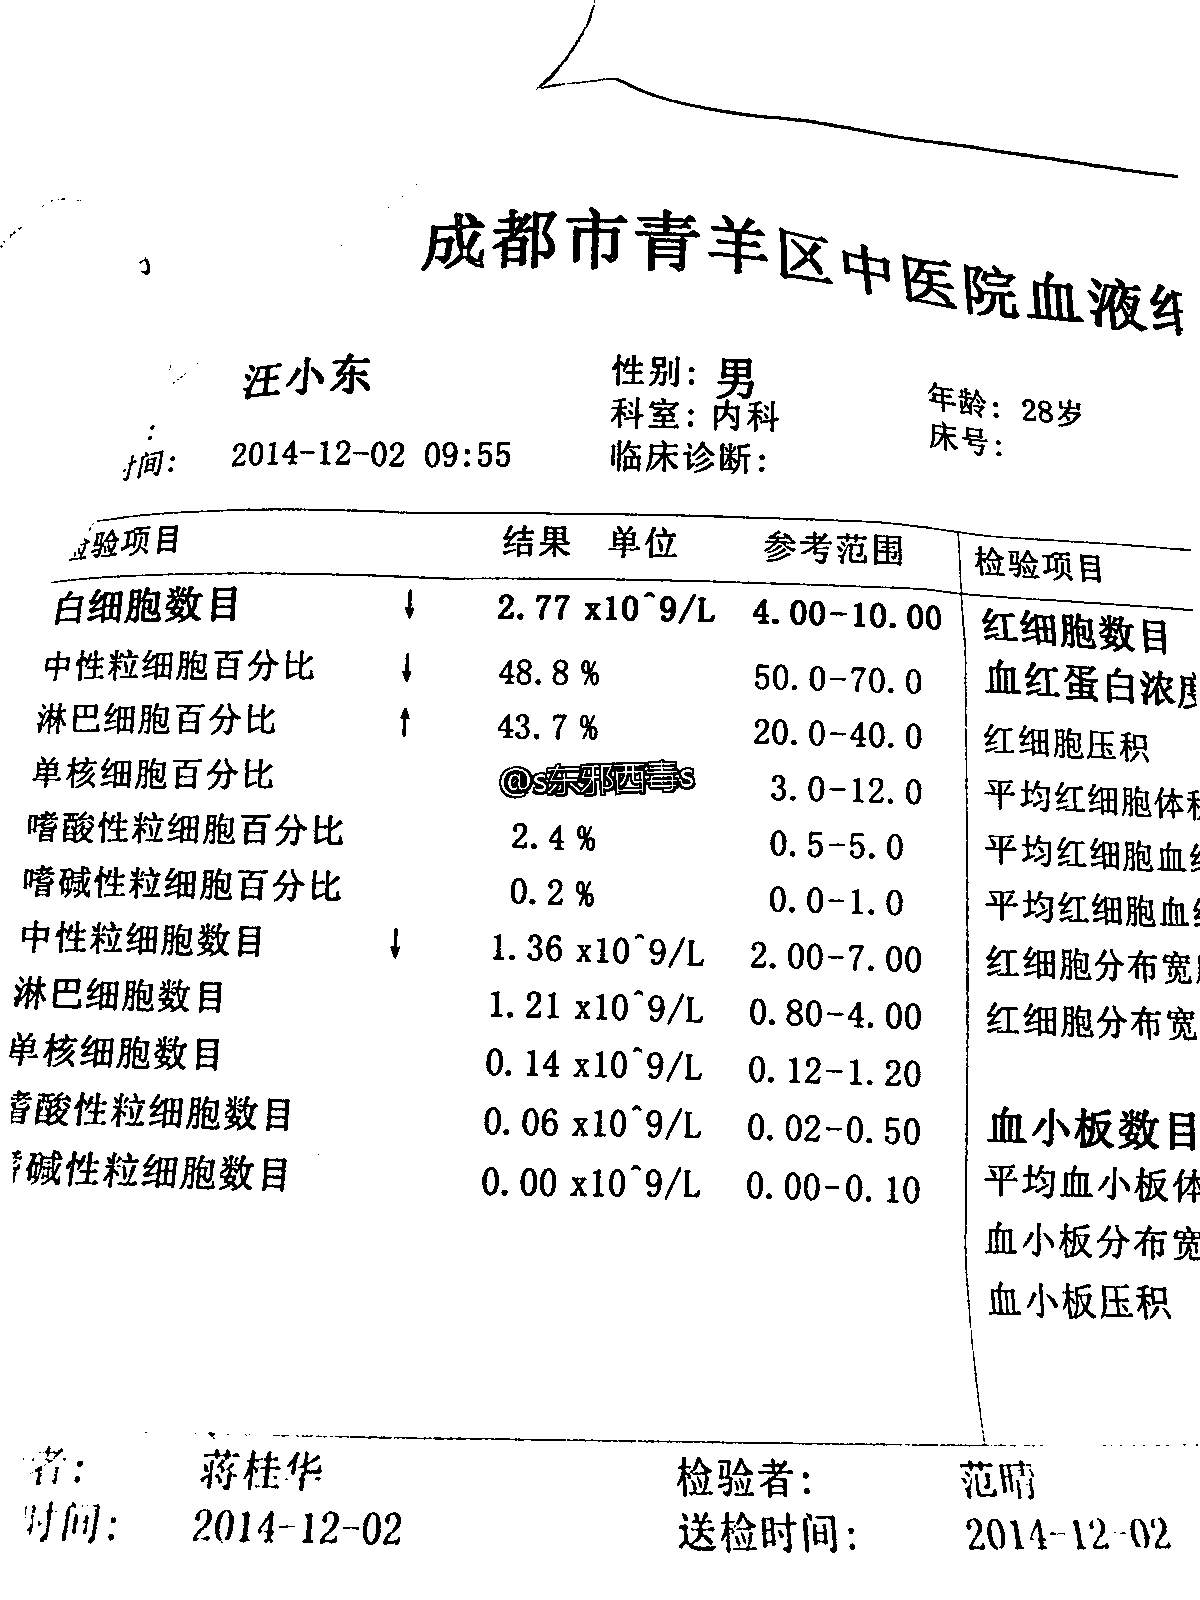 成都市青羊区中医院血液
汪小东 性别: 男 年龄: 28岁
: 科室: 内科 床号:
时间: 2014-12-02 09:55 临床诊断:
检验项目 结果 单位 参考范围 检验项目
白细胞数目 ↓ 2.77 x10^9/L 4.00-10.00 红细胞数目
中性粒细胞百分比 ↓ 48.8 % 50.0-70.0 血红蛋白浓度
淋巴细胞百分比 ↑ 43.7 % 20.0-40.0 红细胞压积
单核细胞百分比 @s东邪西毒s 3.0-12.0 平均红细胞体积
嗜酸性粒细胞百分比 2.4 % 0.5-5.0 平均红细胞血
嗜碱性粒细胞百分比 0.2 % 0.0-1.0 平均红细胞血
中性粒细胞数目 ↓ 1.36 x10^9/L 2.00-7.00 红细胞分布宽
淋巴细胞数目 1.21 x10^9/L 0.80-4.00 红细胞分布宽
单核细胞数目 0.14 x10^9/L 0.12-1.20
嗜酸性粒细胞数目 0.06 x10^9/L 0.02-0.50 血小板数目
嗜碱性粒细胞数目 0.00 x10^9/L 0.00-0.10 平均血小板体
血小板分布宽
血小板压积
者: 蒋桂华 检验者: 范晴
时间: 2014-12-02 送检时间: 2014-12-02